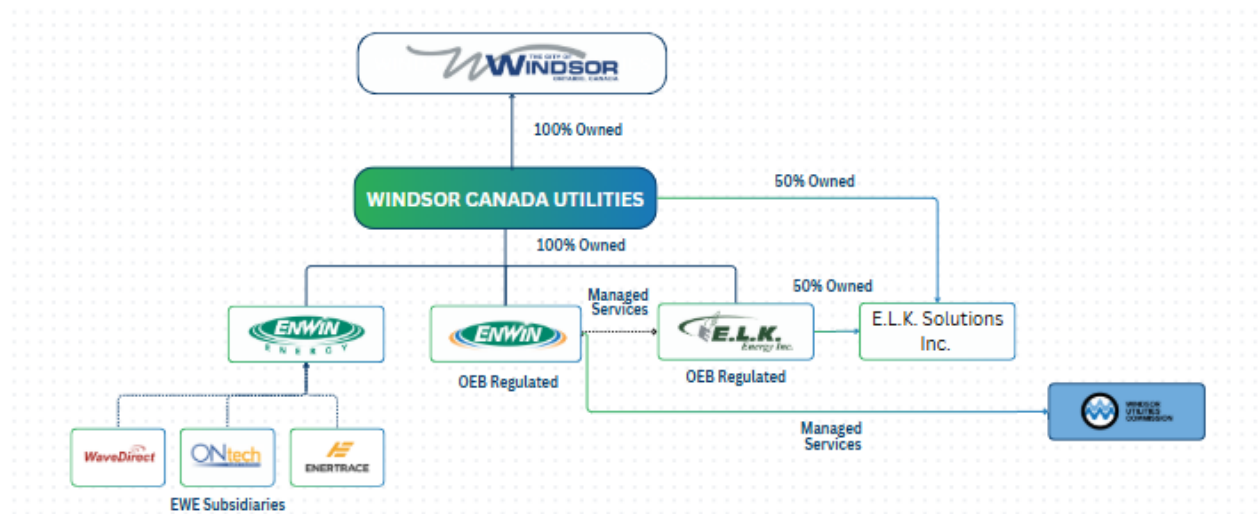 THE CITY OF
WINDSOR
ONTARIO, CANADA
100% Owned
WINDSOR CANADA UTILITIES
50% Owned
100% Owned
Managed
Services
50% Owned
ENWIN
ENERGY
ENWIN
E.L.K.
Energy Inc.
E.L.K. Solutions
Inc.
OEB Regulated
OEB Regulated
WINDSOR
UTILITIES
COMMISSION
Managed
Services
WaveDirect
ONtech
ENERTRACE
EWE Subsidiaries